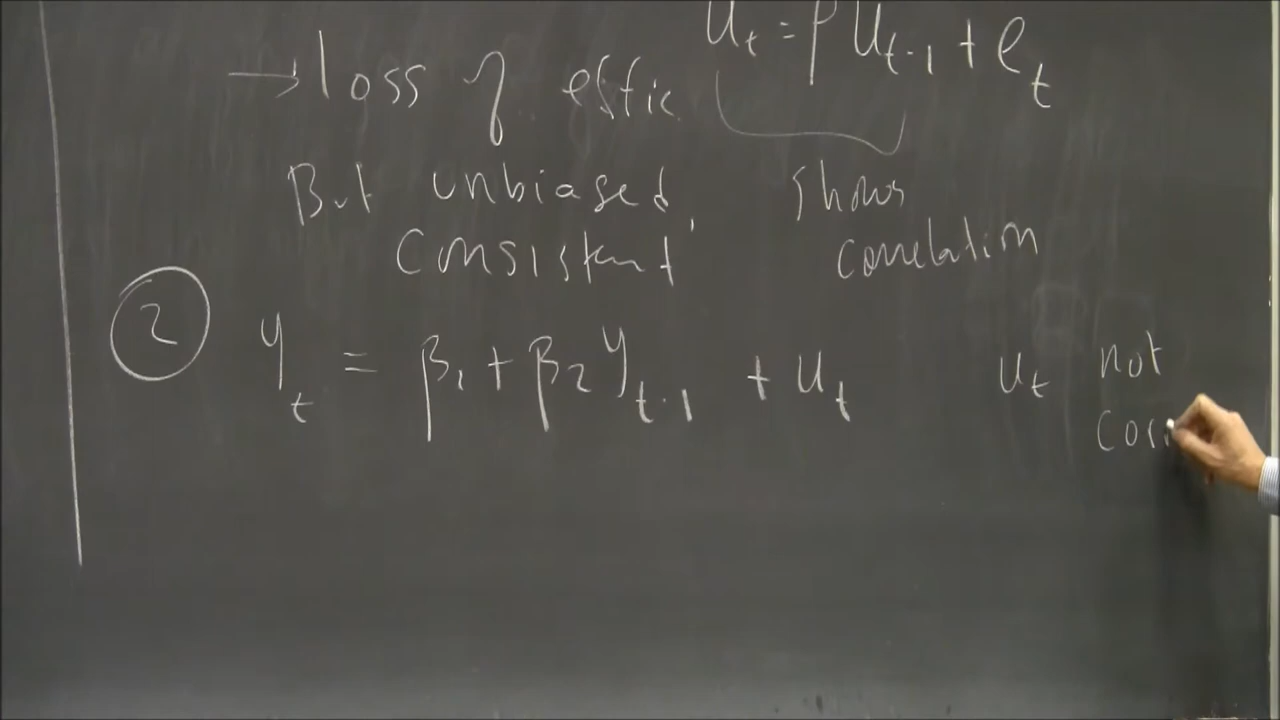 u_t = ρ u_{t-1} + e_t
→ loss of effic.
But unbiased,
consistent
shows
correlation
② y_t = β_1 + β_2 y_{t-1} + u_t
u_t not
corr